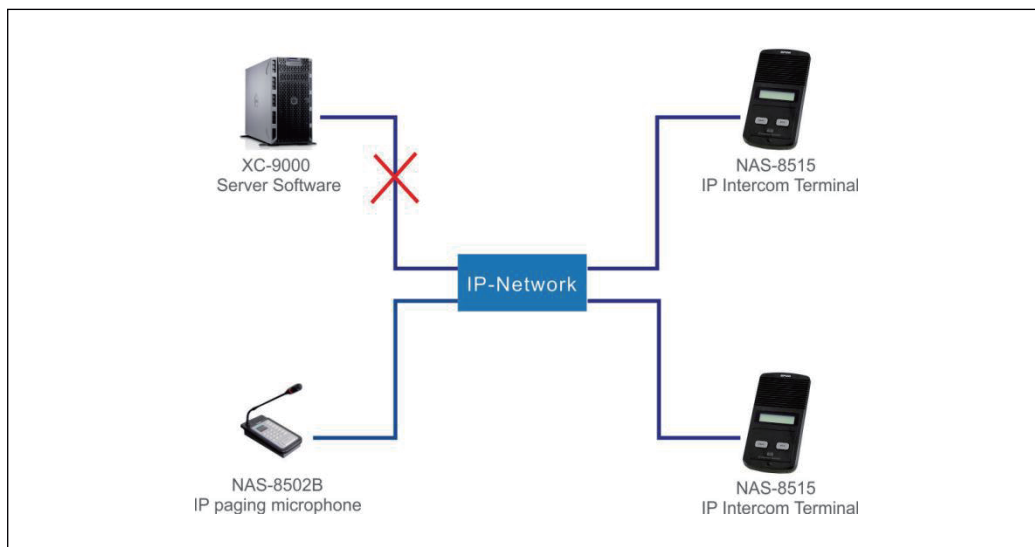 XC-9000
Server Software
NAS-8515
IP Intercom Terminal
IP-Network
NAS-8502B
IP paging microphone
NAS-8515
IP Intercom Terminal